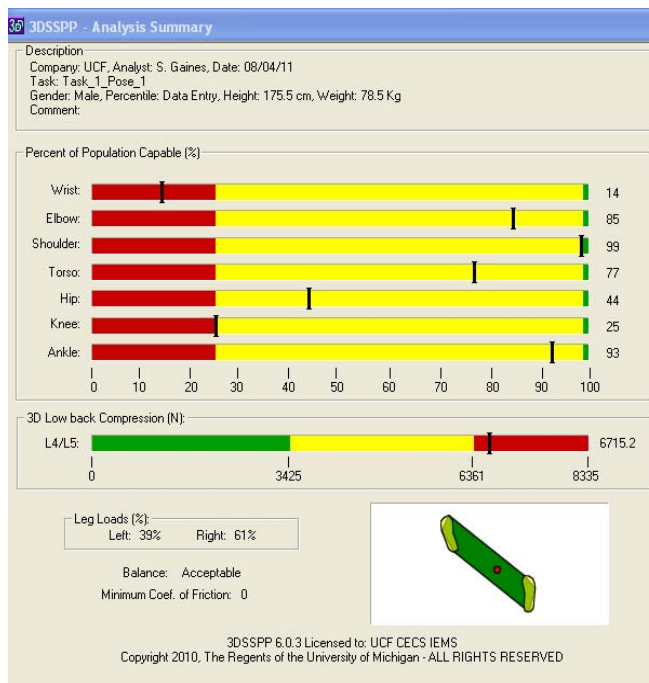 3D 3DSSPP - Analysis Summary
Description
Company: UCF, Analyst: S. Gaines, Date: 08/04/11
Task: Task_1_Pose_1
Gender: Male, Percentile: Data Entry, Height: 175.5 cm, Weight: 78.5 Kg
Comment:
Percent of Population Capable (%)
Wrist: 14
Elbow: 85
Shoulder: 99
Torso: 77
Hip: 44
Knee: 25
Ankle: 93
0 10 20 30 40 50 60 70 80 90 100
3D Low back Compression (N):
L4/L5: 6715.2
0 3425 6361 8335
Leg Loads (%):
Left: 39% Right: 61%
Balance: Acceptable
Minimum Coef. of Friction: 0
3DSSPP 6.0.3 Licensed to: UCF CECS IEMS
Copyright 2010, The Regents of the University of Michigan - ALL RIGHTS RESERVED